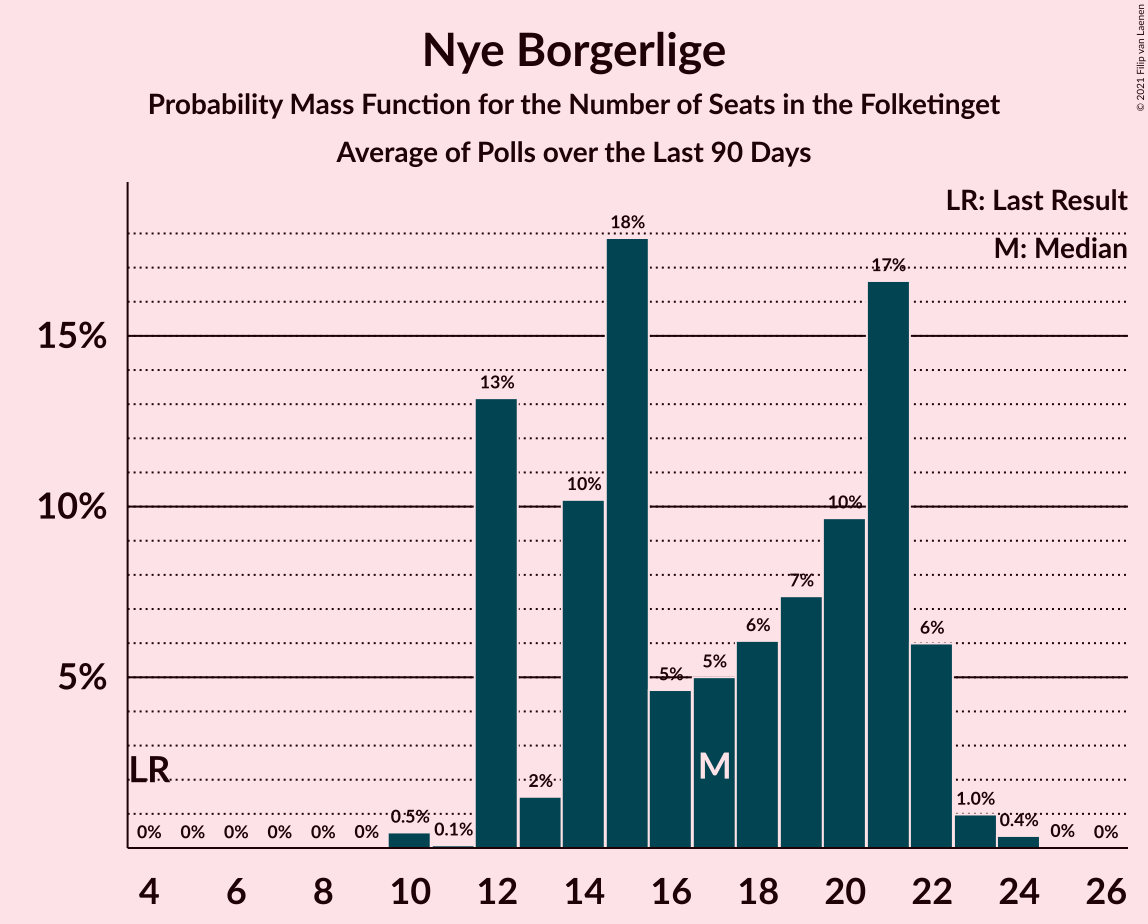 Nye Borgerlige
Probability Mass Function for the Number of Seats in the Folketinget
Average of Polls over the Last 90 Days
© 2021 Filip van Laenen
LR: Last Result
M: Median
15%
10%
5%
LR
M
0%
0%
0%
0%
0%
0%
0.5%
0.1%
13%
2%
10%
18%
5%
5%
6%
7%
10%
17%
6%
1.0%
0.4%
0%
0%
4 6 8 10 12 14 16 18 20 22 24 26